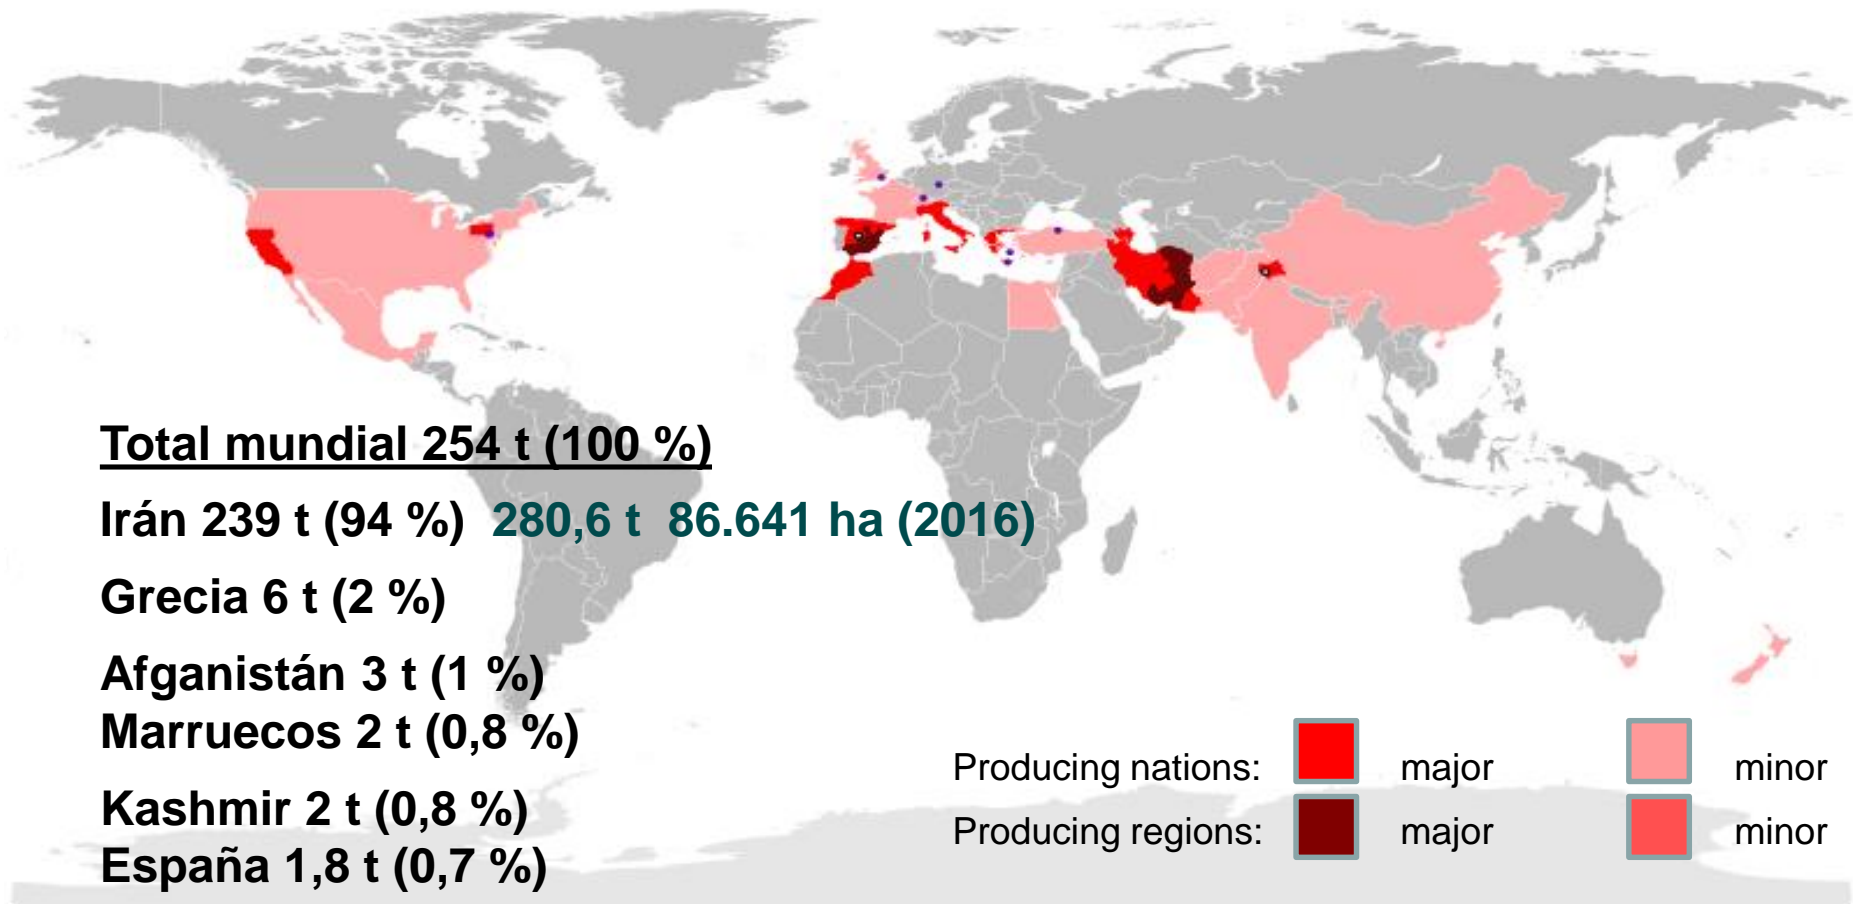 Total mundial 254 t (100 %)
Irán 239 t (94 %) 280,6 t 86.641 ha (2016)
Grecia 6 t (2 %)
Afganistán 3 t (1 %)
Marruecos 2 t (0,8 %)
Kashmir 2 t (0,8 %)
España 1,8 t (0,7 %)
Producing nations: major minor
Producing regions: major minor